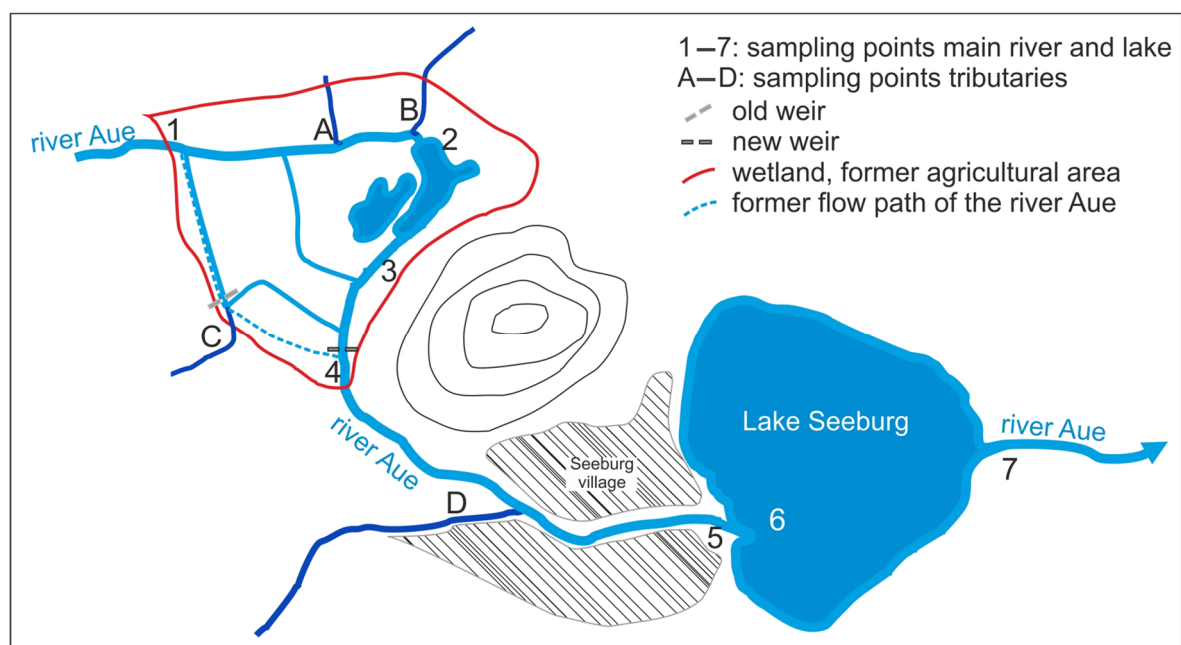 1–7: sampling points main river and lake
A–D: sampling points tributaries
old weir
new weir
wetland, former agricultural area
former flow path of the river Aue
river Aue
1
A
B
2
3
C
4
river Aue
D
Seeburg
village
5
6
Lake Seeburg
river Aue
7